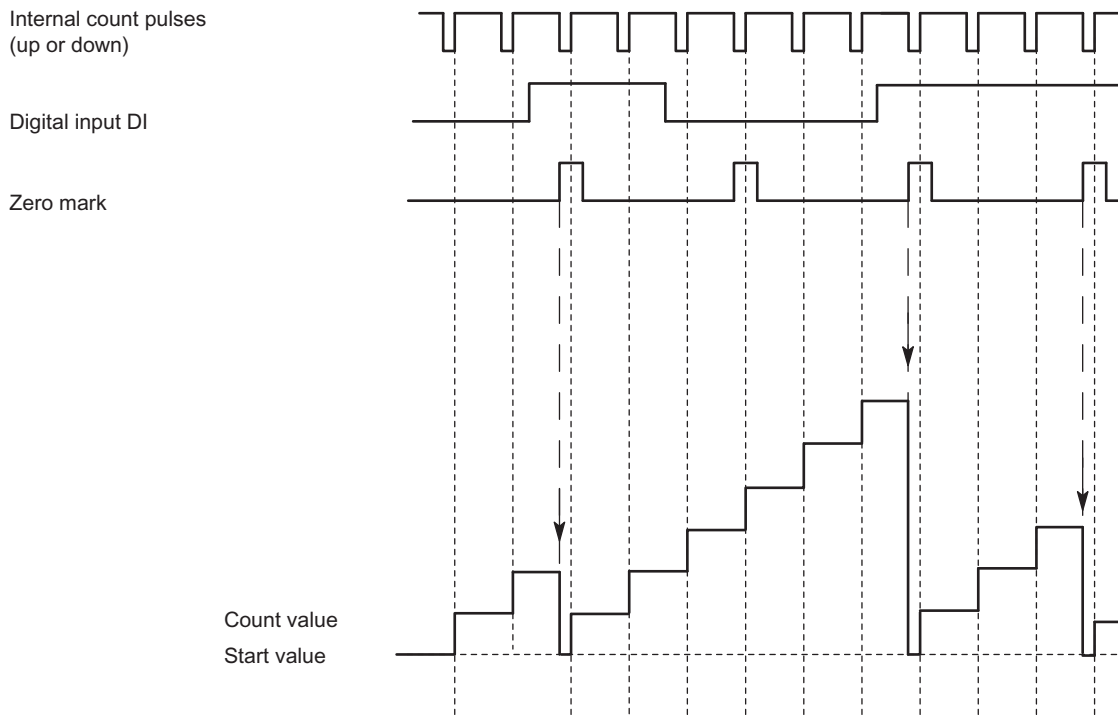 Internal count pulses
(up or down)
Digital input DI
Zero mark
Count value
Start value